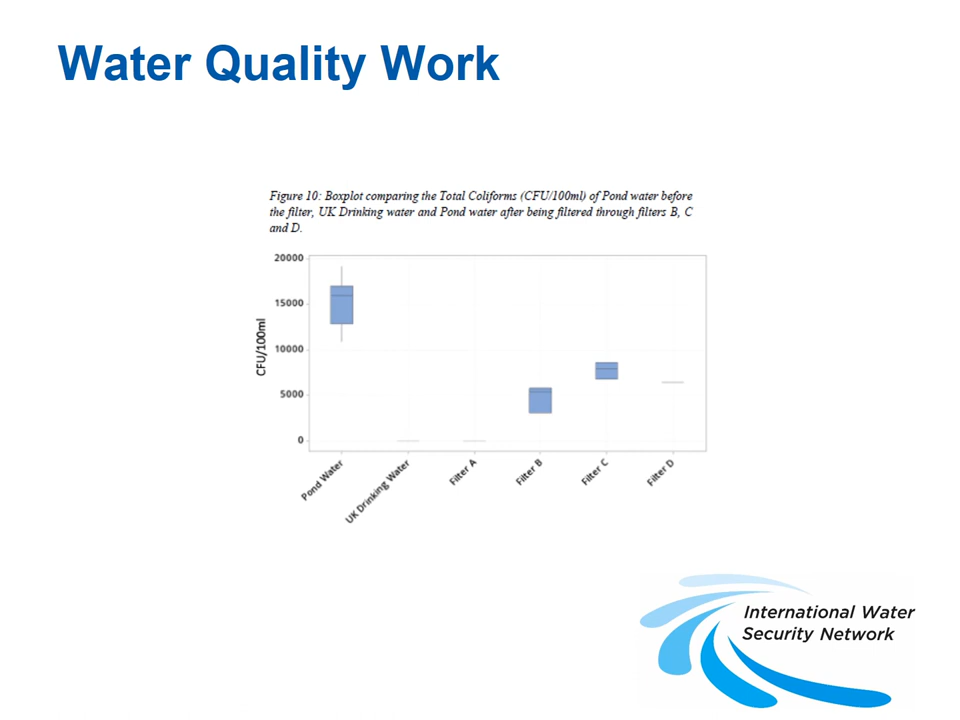 Water Quality Work
Figure 10: Boxplot comparing the Total Coliforms (CFU/100ml) of Pond water before
the filter, UK Drinking water and Pond water after being filtered through filters B, C
and D.
20000
15000
10000
5000
0
CFU/100ml
Pond Water
UK Drinking Water
Filter A
Filter B
Filter C
Filter D
International Water
Security Network